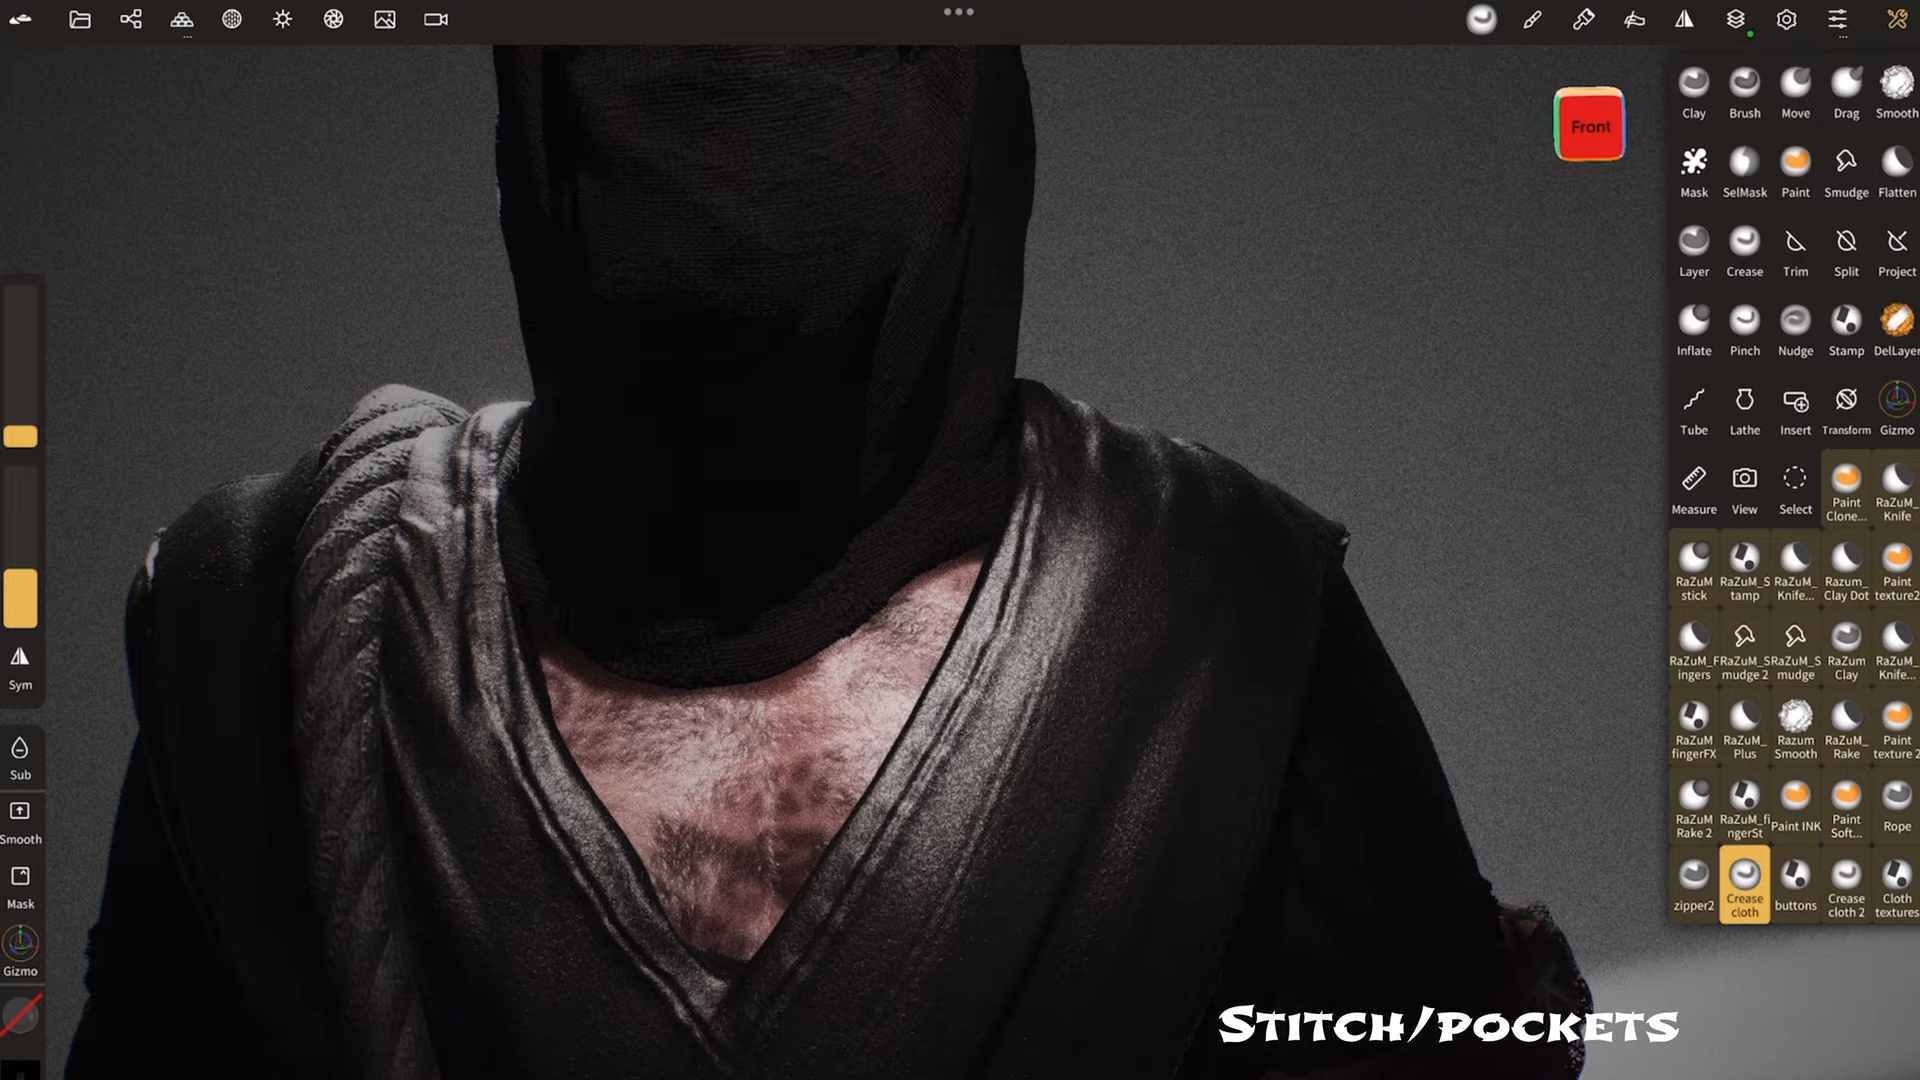 Front
Clay Brush Move Drag Smooth
Mask SelMask Paint Smudge Flatten
Layer Crease Trim Split Project
Inflate Pinch Nudge Stamp DelLayer
Tube Lathe Insert Transform Gizmo
Measure View Select Paint Clone... RaZuM_ Knife
RaZuM stick RaZuM_S tamp RaZuM_ Knife... Razum_ Clay Dot Paint texture2
RaZuM_F ingers RaZuM_S mudge 2 RaZuM_S mudge RaZum Clay RaZuM_ Knife...
RaZuM fingerFX RaZuM_ Plus Razum Smooth RaZuM_ Rake Paint texture 2
RaZuM Rake 2 RaZuM_fi ngerSt Paint INK Paint Soft... Rope
zipper2 Crease cloth buttons Crease cloth 2 Cloth textures
Sym
Sub
Smooth
Mask
Gizmo
Stitch/pockets